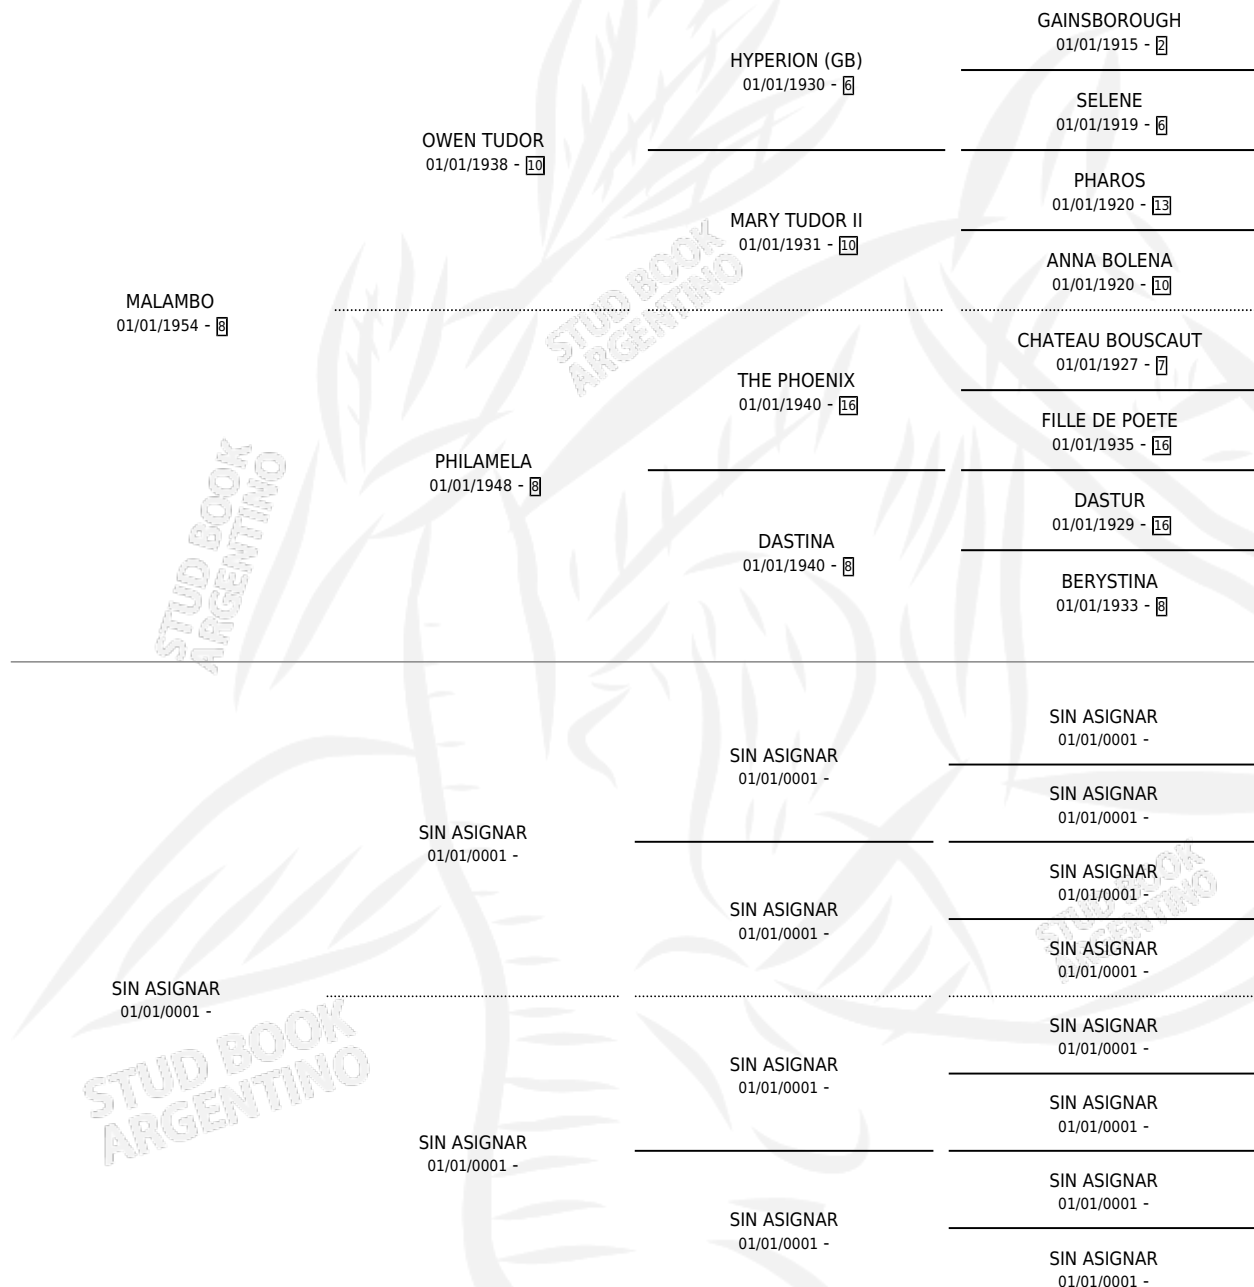 GAINSBOROUGH
01/01/1915 - 2
HYPERION (GB)
01/01/1930 - 6
SELENE
01/01/1919 - 6
OWEN TUDOR
01/01/1938 - 10
PHAROS
01/01/1920 - 13
MARY TUDOR II
01/01/1931 - 10
ANNA BOLENA
01/01/1920 - 10
MALAMBO
01/01/1954 - 8
CHATEAU BOUSCAUT
01/01/1927 - 7
THE PHOENIX
01/01/1940 - 16
FILLE DE POETE
01/01/1935 - 16
PHILAMELA
01/01/1948 - 8
DASTUR
01/01/1929 - 16
DASTINA
01/01/1940 - 8
BERYSTINA
01/01/1933 - 8
STUD BOOK
ARGENTINO
STUD BOOK
ARGENTINO
SIN ASIGNAR
01/01/0001 -
SIN ASIGNAR
01/01/0001 -
SIN ASIGNAR
01/01/0001 -
SIN ASIGNAR
01/01/0001 -
SIN ASIGNAR
01/01/0001 -
SIN ASIGNAR
01/01/0001 -
SIN ASIGNAR
01/01/0001 -
STUD BOOK
ARGENTINO
SIN ASIGNAR
01/01/0001 -
SIN ASIGNAR
01/01/0001 -
SIN ASIGNAR
01/01/0001 -
SIN ASIGNAR
01/01/0001 -
SIN ASIGNAR
01/01/0001 -
SIN ASIGNAR
01/01/0001 -
SIN ASIGNAR
01/01/0001 -
SIN ASIGNAR
01/01/0001 -
STUD BOOK
ARGENTINO